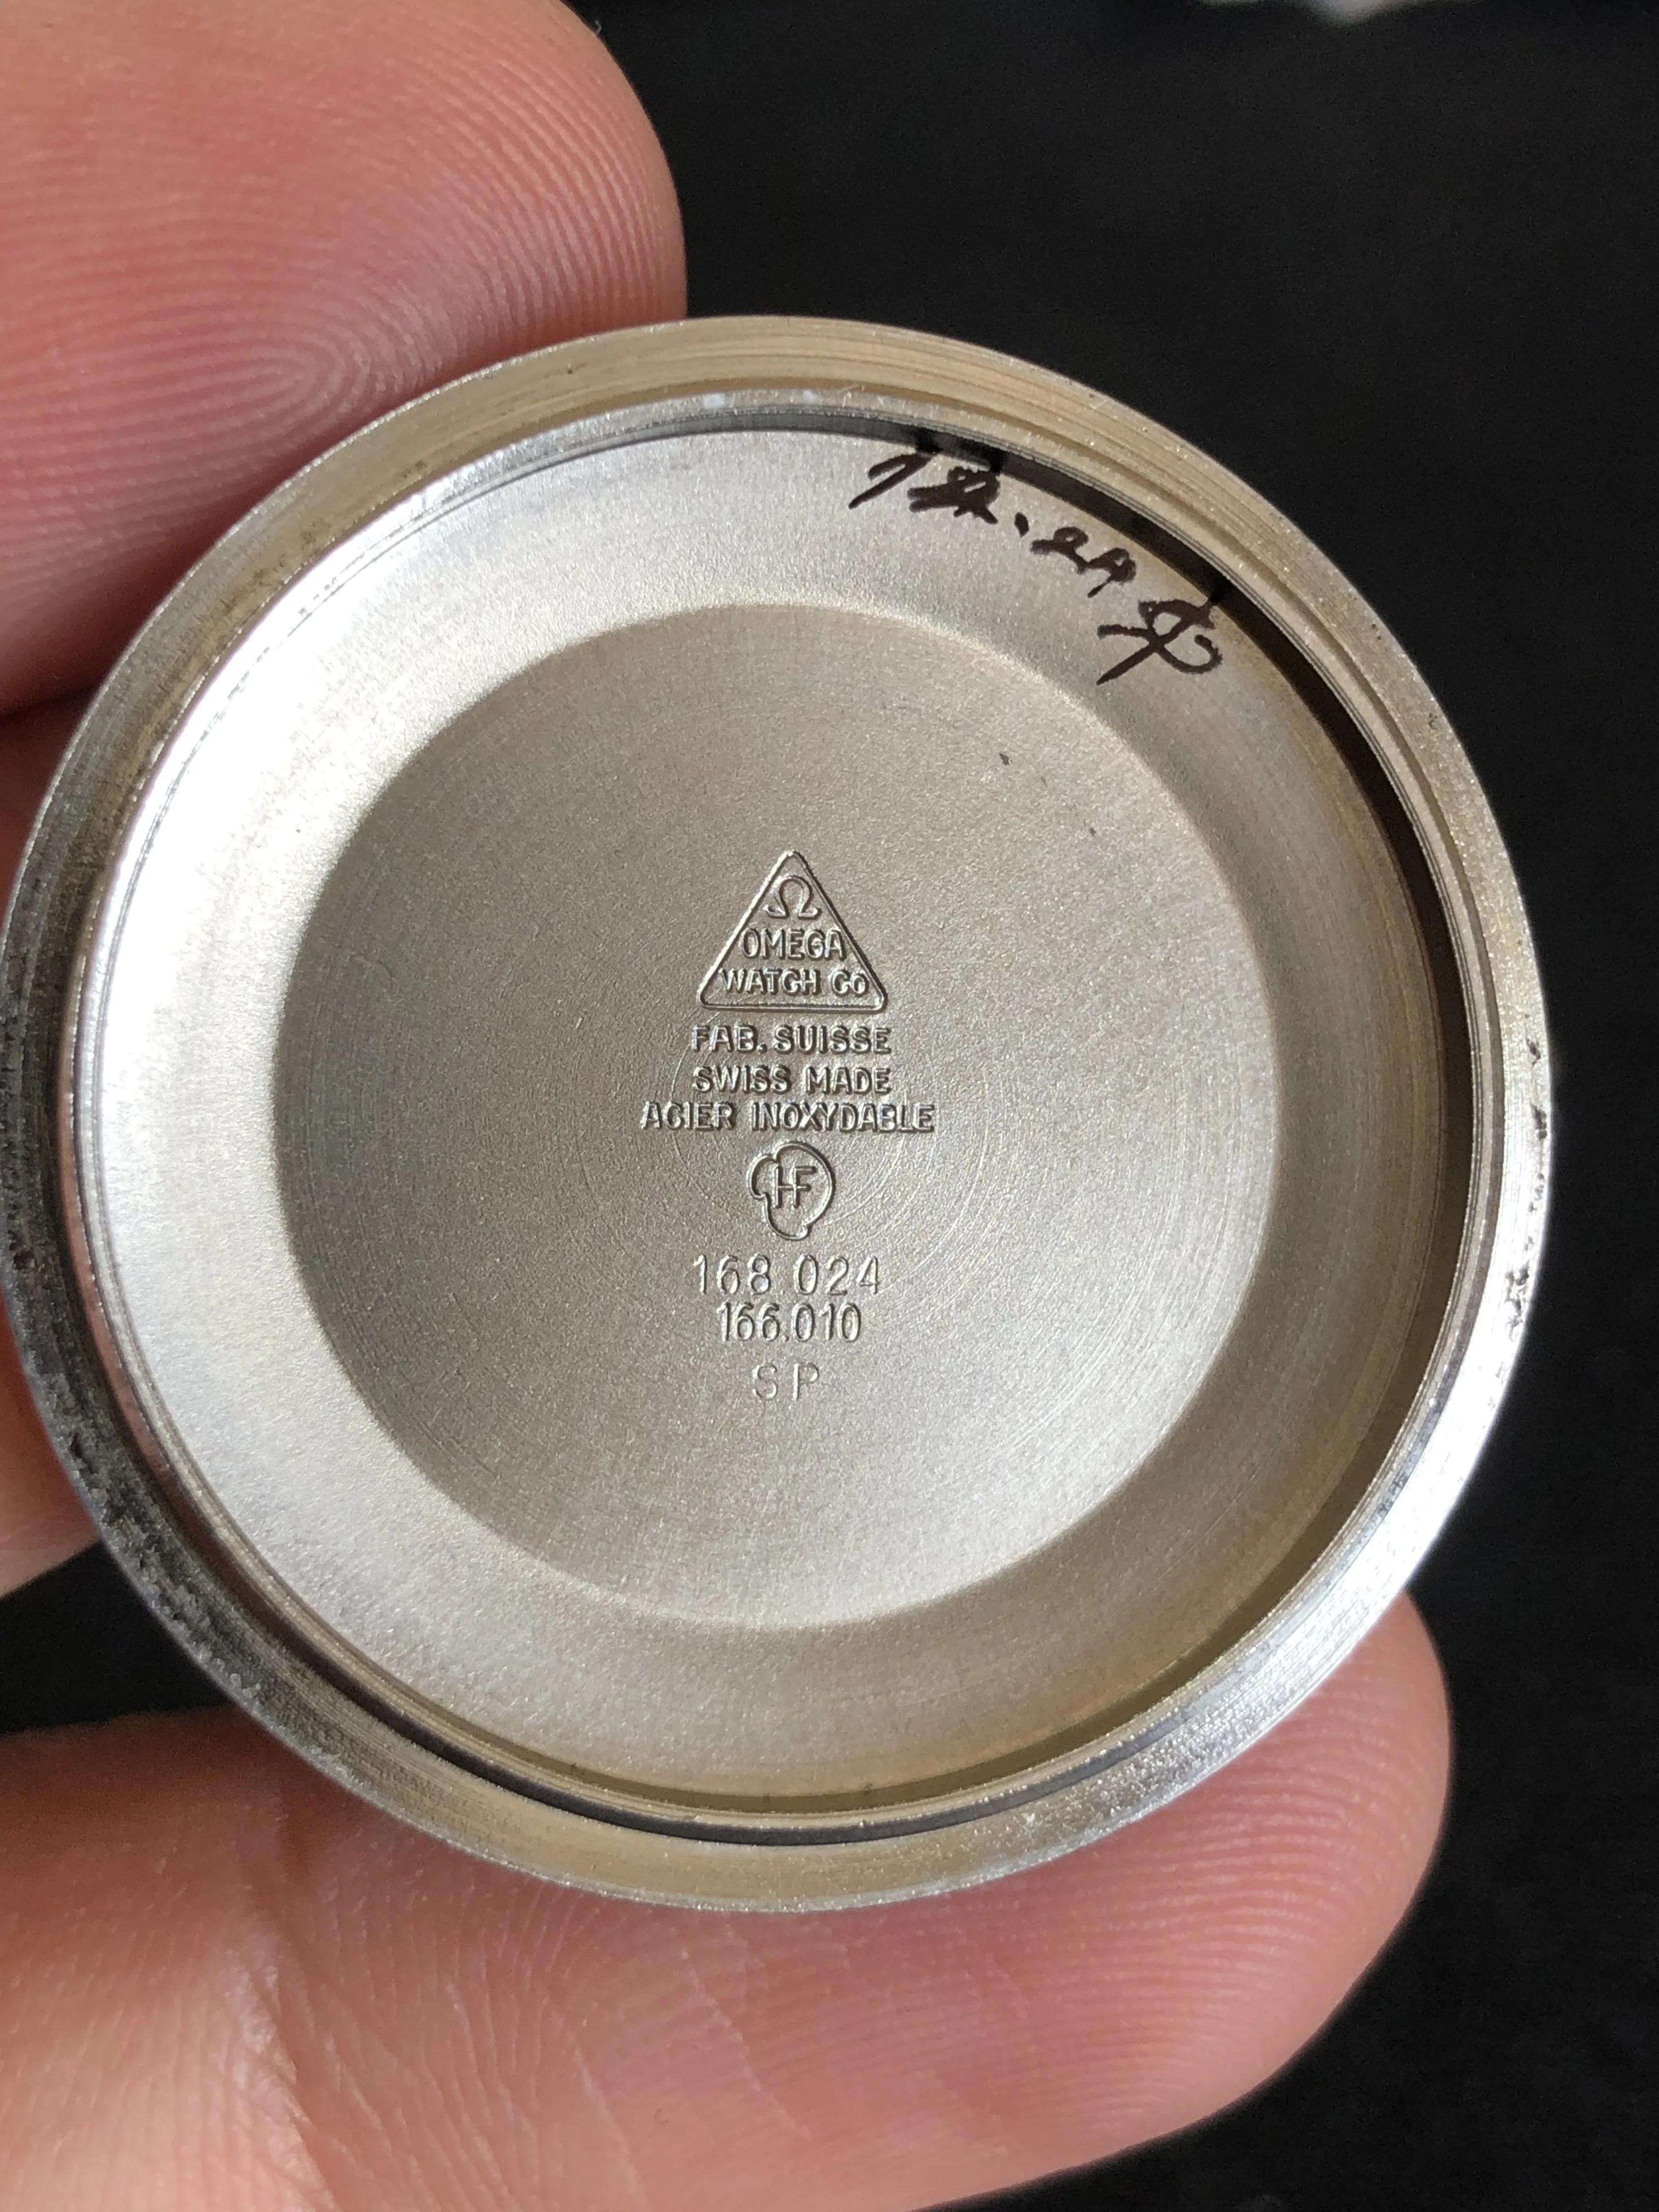 Ω
OMEGA
WATCH Co
FAB. SUISSE
SWISS MADE
ACIER INOXYDABLE
HF
168 024
166.010
SP